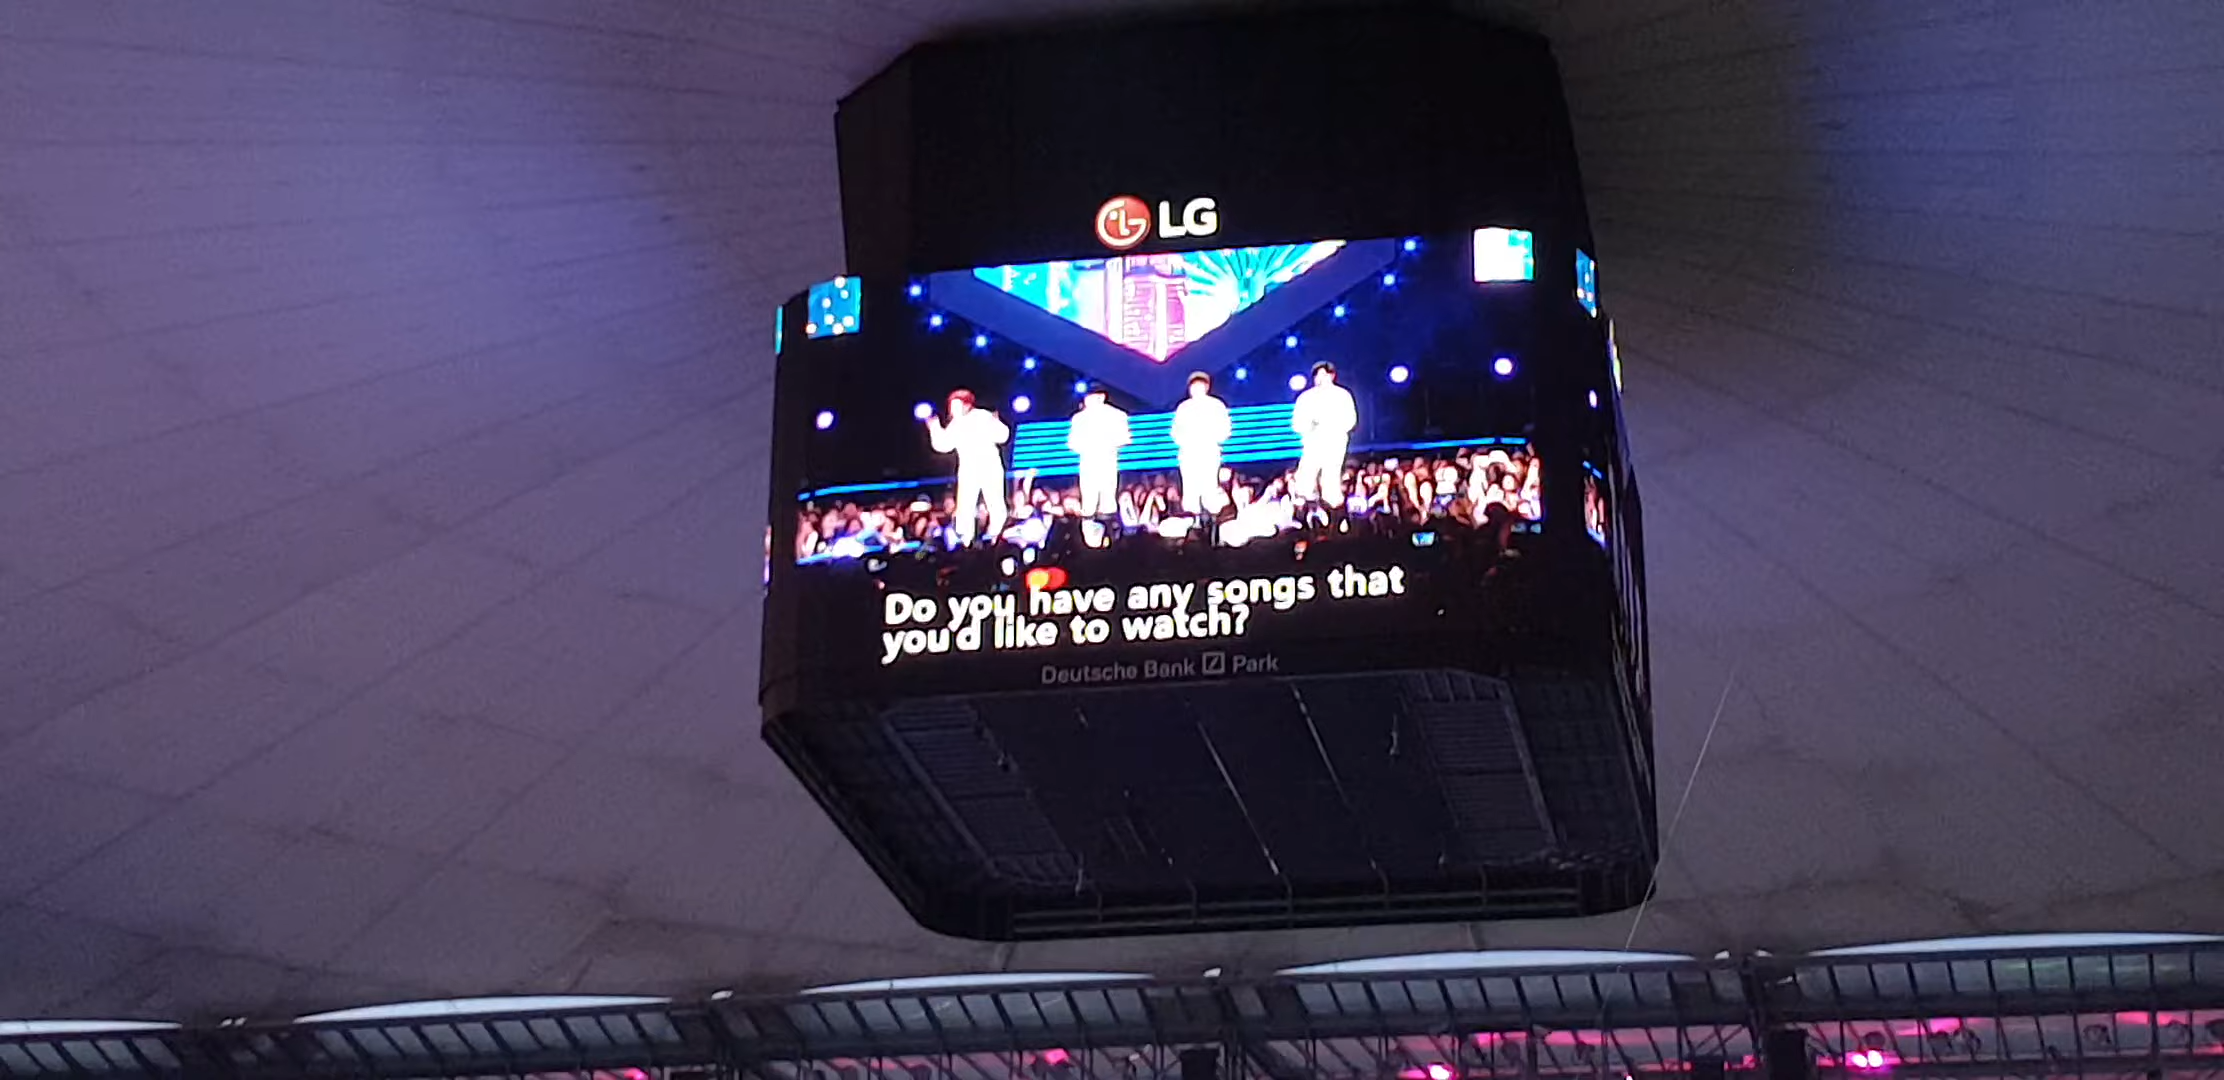 LG
Do you have any songs that
you'd like to watch?
Deutsche Bank Park